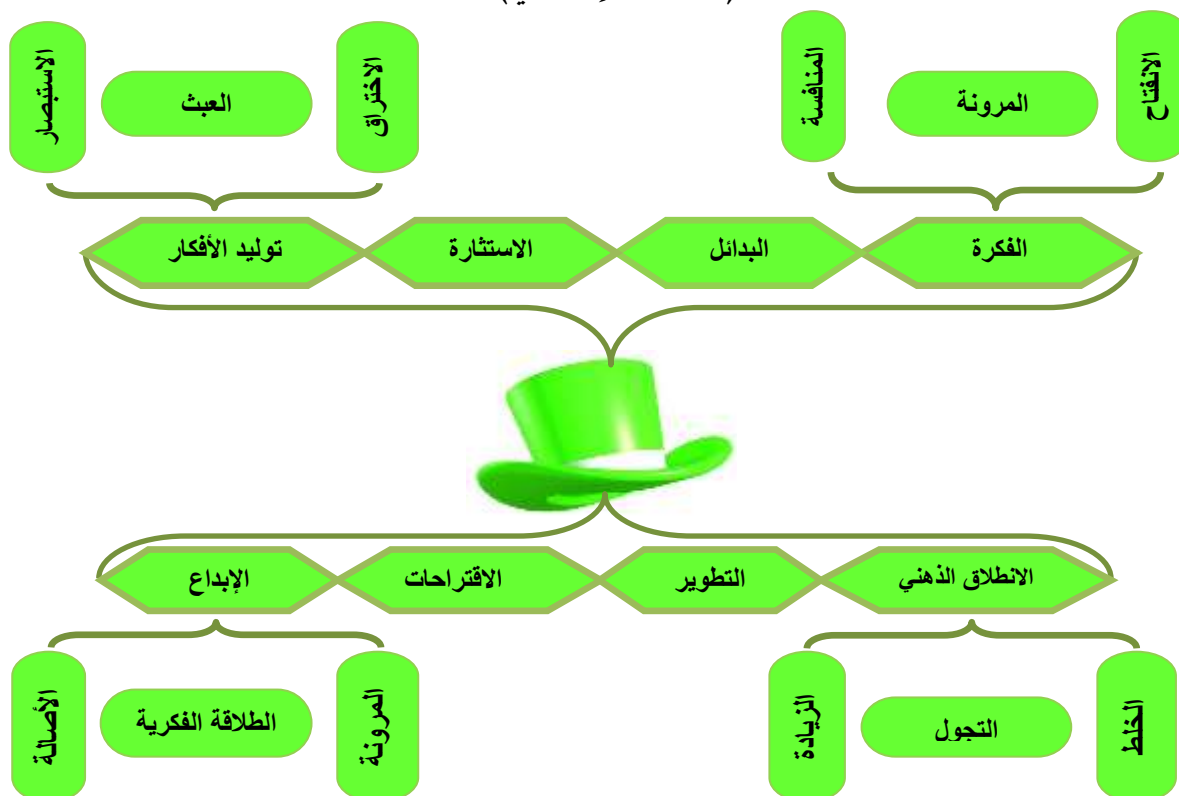 الانفتاح
المرونة
المنافسة
الاختراق
العبث
الاستبصار
الفكرة
البدائل
الاستثارة
توليد الأفكار
الانطلاق الذهني
التطوير
الاقتراحات
الإبداع
الخلط
التجول
الزيادة
المرونة
الطلاقة الفكرية
الأصالة